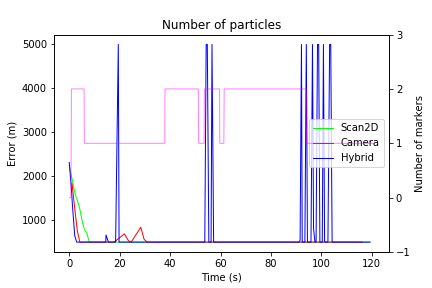 Number of particles
Error (m)
5000
4000
3000
2000
1000
3
2
1
0
−1
Number of markers
Scan2D
Camera
Hybrid
0
20
40
60
80
100
120
Time (s)